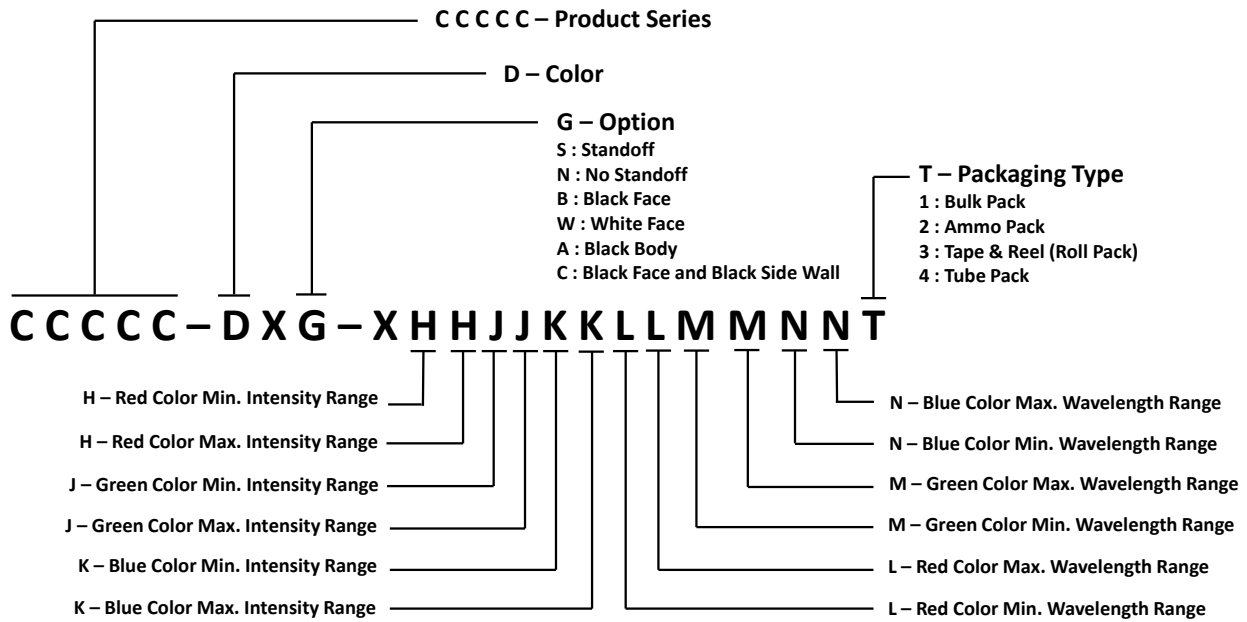 C C C C C – Product Series
D – Color
G – Option
S : Standoff
N : No Standoff
B : Black Face
W : White Face
A : Black Body
C : Black Face and Black Side Wall
T – Packaging Type
1 : Bulk Pack
2 : Ammo Pack
3 : Tape & Reel (Roll Pack)
4 : Tube Pack
C C C C C – D X G – X H H J J K K L L M M N N T
H – Red Color Min. Intensity Range
H – Red Color Max. Intensity Range
J – Green Color Min. Intensity Range
J – Green Color Max. Intensity Range
K – Blue Color Min. Intensity Range
K – Blue Color Max. Intensity Range
N – Blue Color Max. Wavelength Range
N – Blue Color Min. Wavelength Range
M – Green Color Max. Wavelength Range
M – Green Color Min. Wavelength Range
L – Red Color Max. Wavelength Range
L – Red Color Min. Wavelength Range